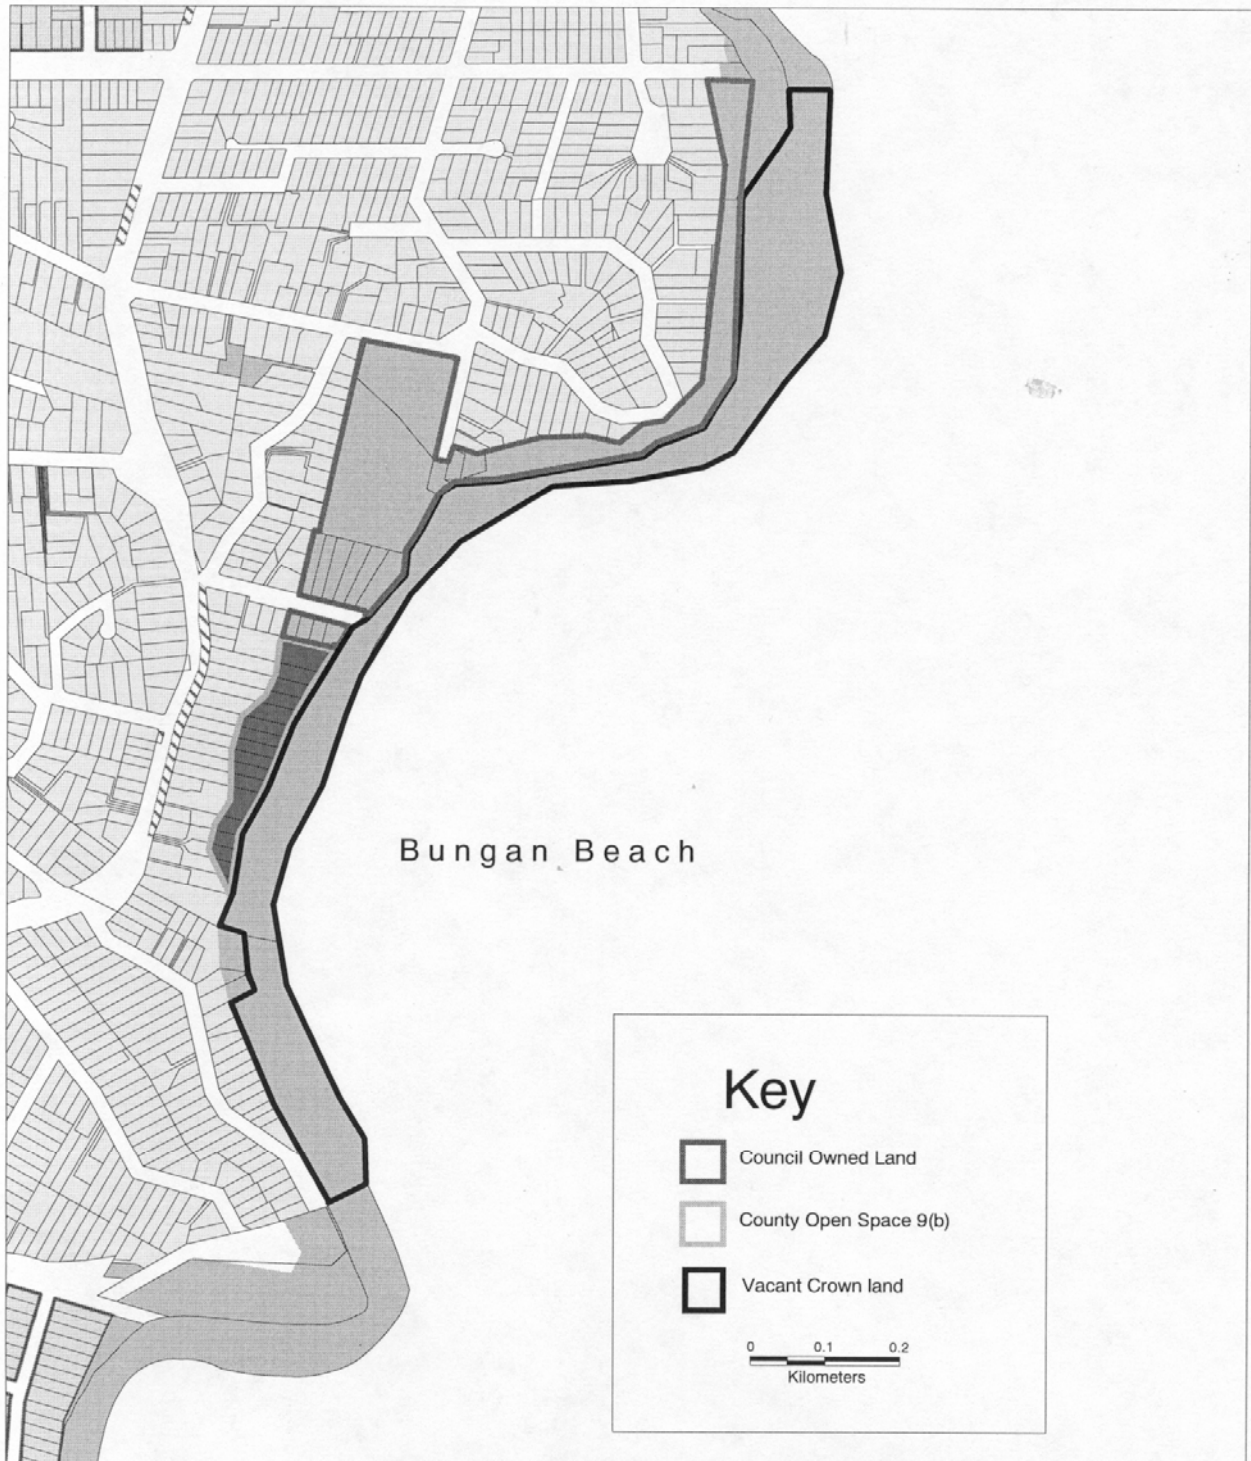 Bungan Beach
Key
Council Owned Land
County Open Space 9(b)
Vacant Crown land
0 0.1 0.2
Kilometers